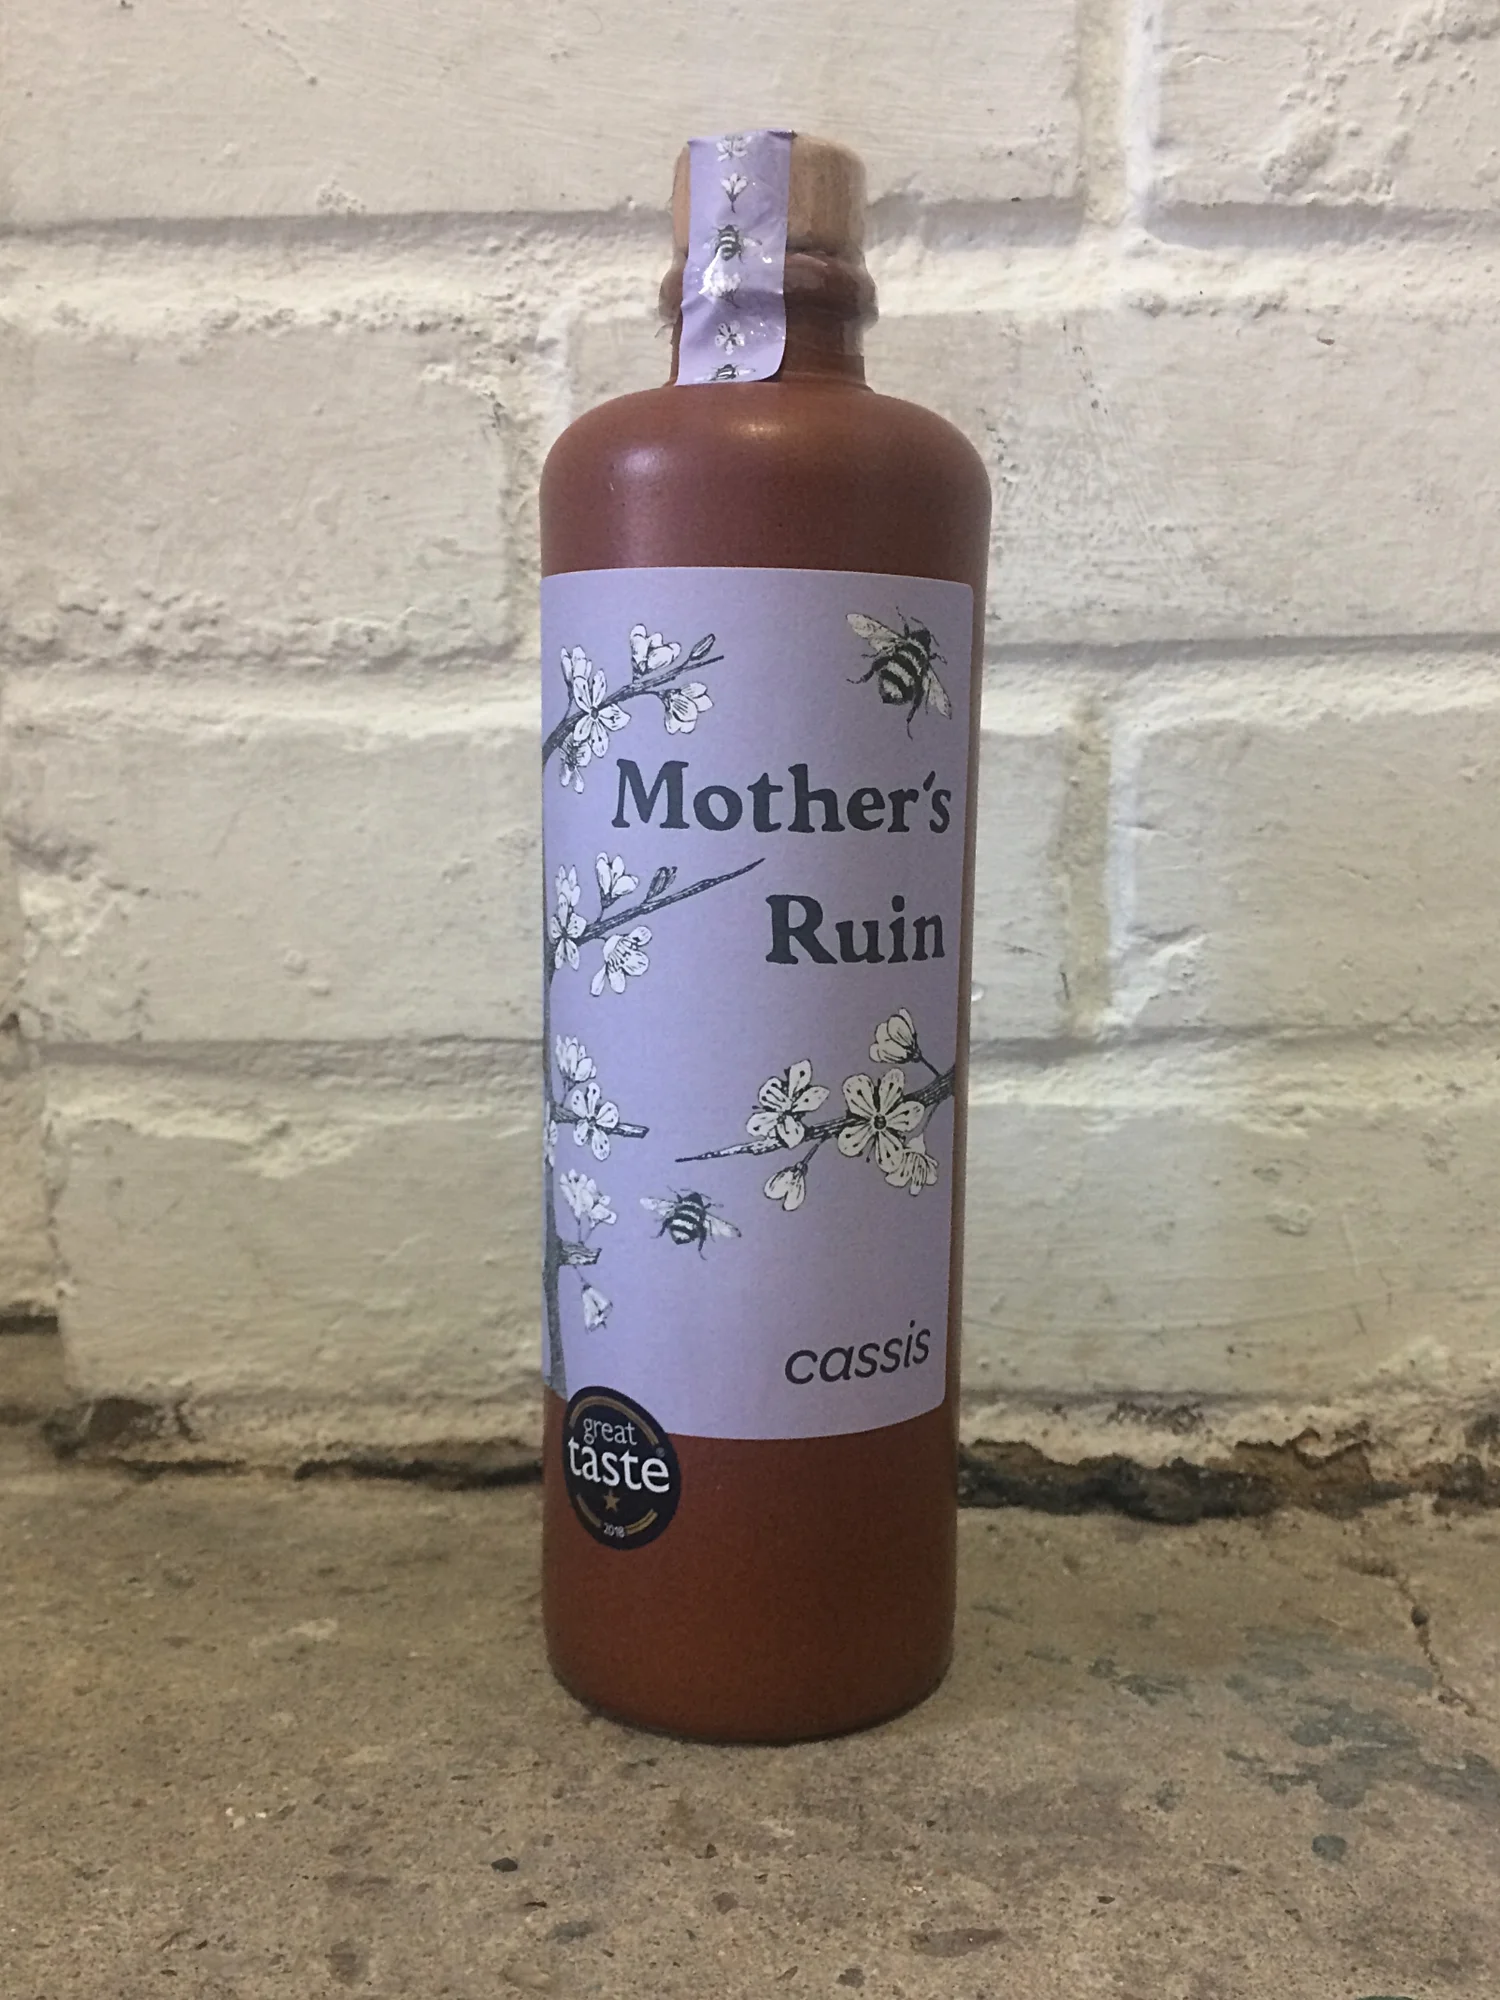 Mother's
Ruin
cassis
great
taste
®
2018